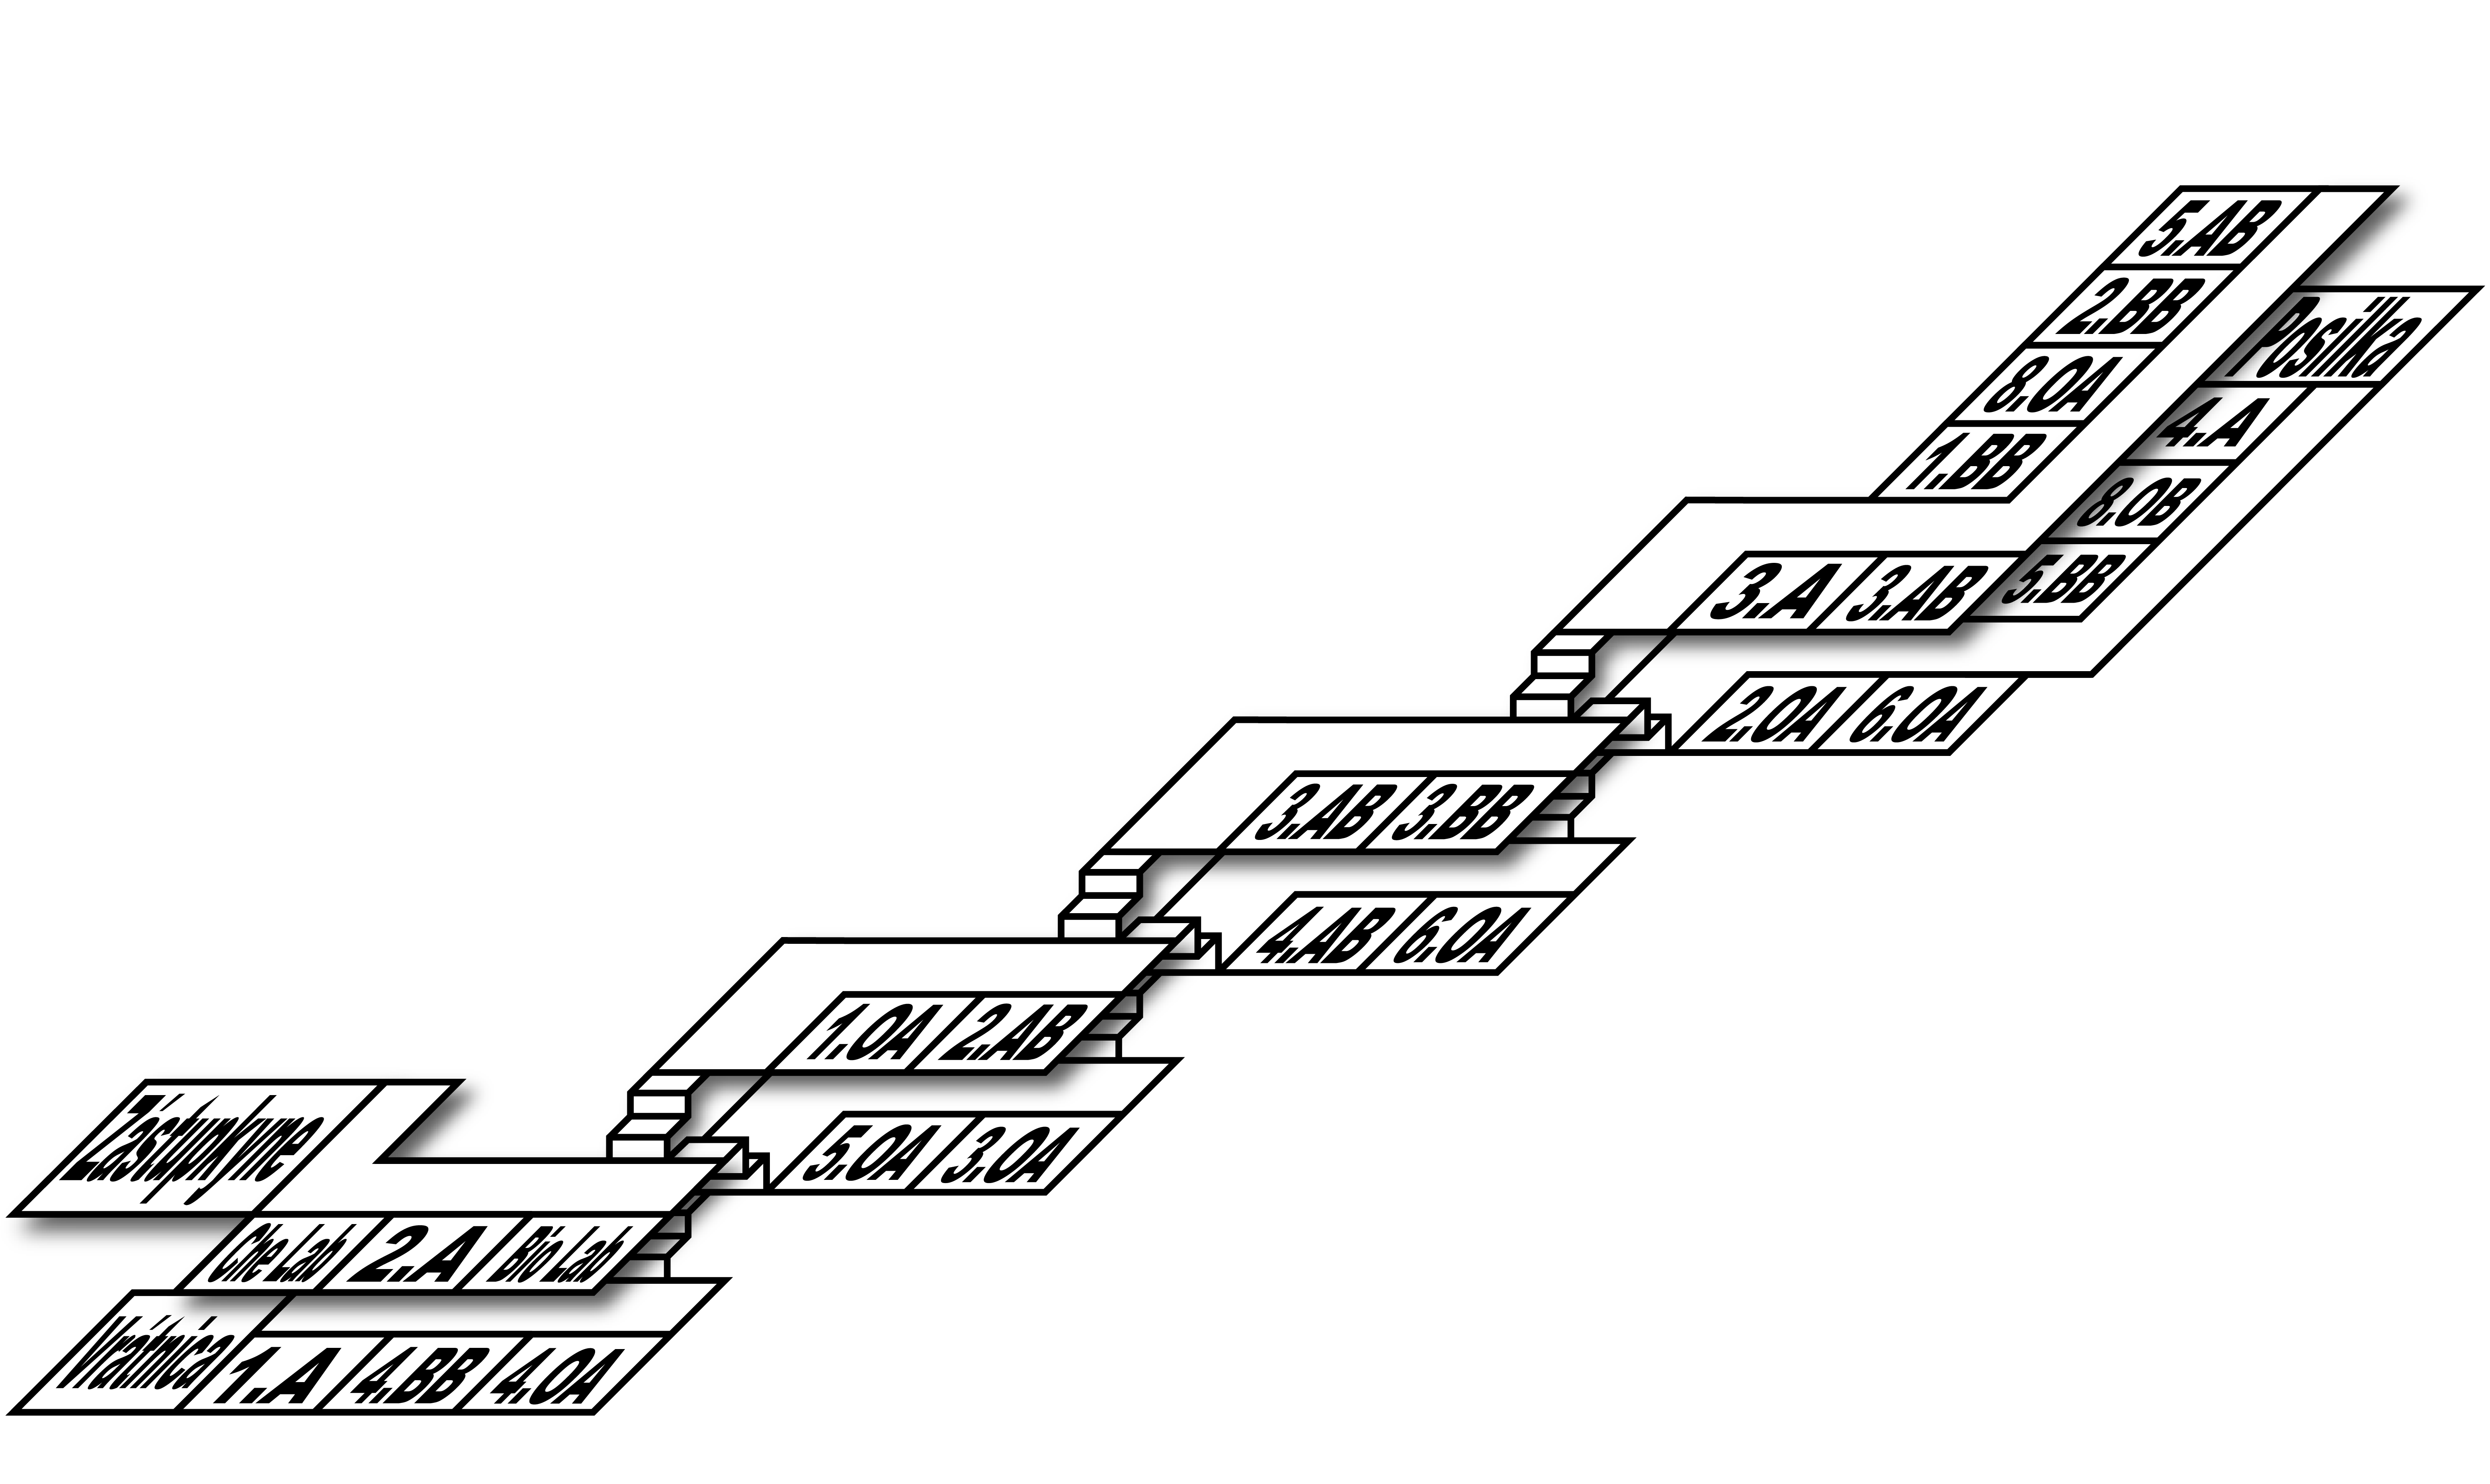 5.AB
2.BB
Posilka
8.OA
4.A
1.BB
8.OB
3.A 3.AB 5.BB
2.OA 6.OA
3.AB 3.BB
4.AB 6.OA
1.OA 2.AB
Zástupkyne
5.OA 3.OA
Che Lab 2.A Bio Lab
Vrátnica 1.A 4.BB 4.OA